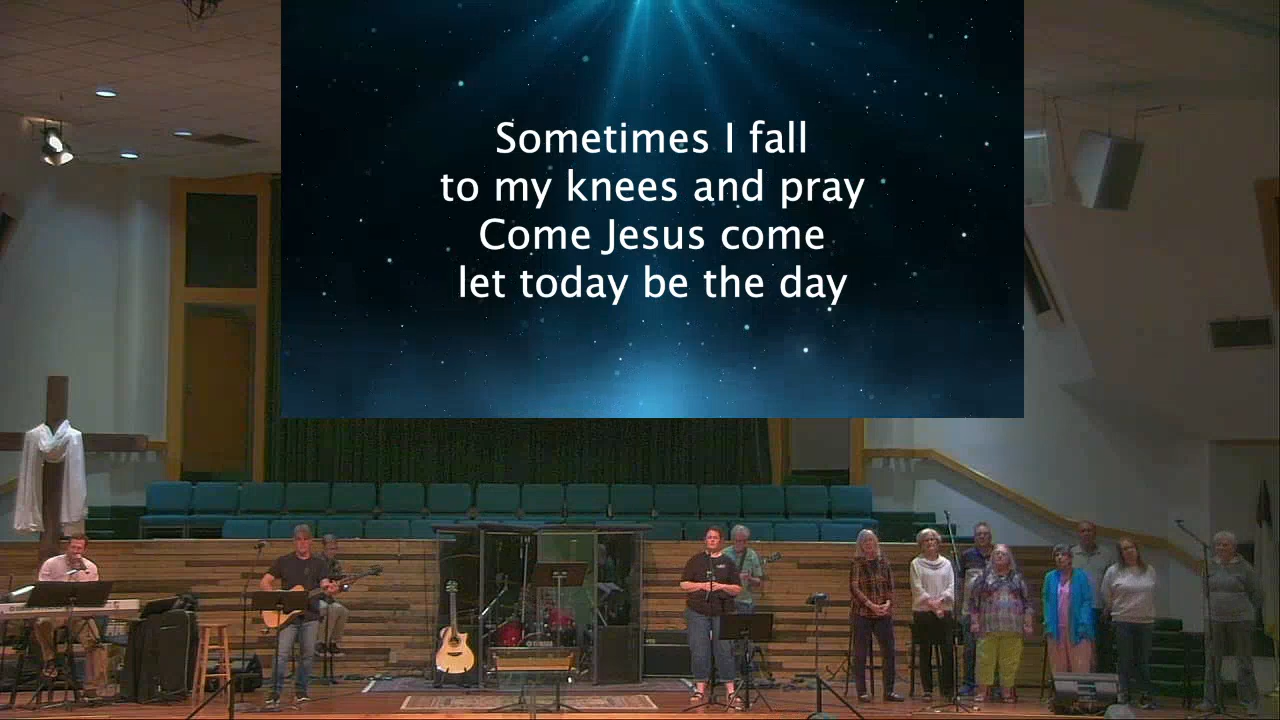 Sometimes I fall
to my knees and pray
Come Jesus come
let today be the day